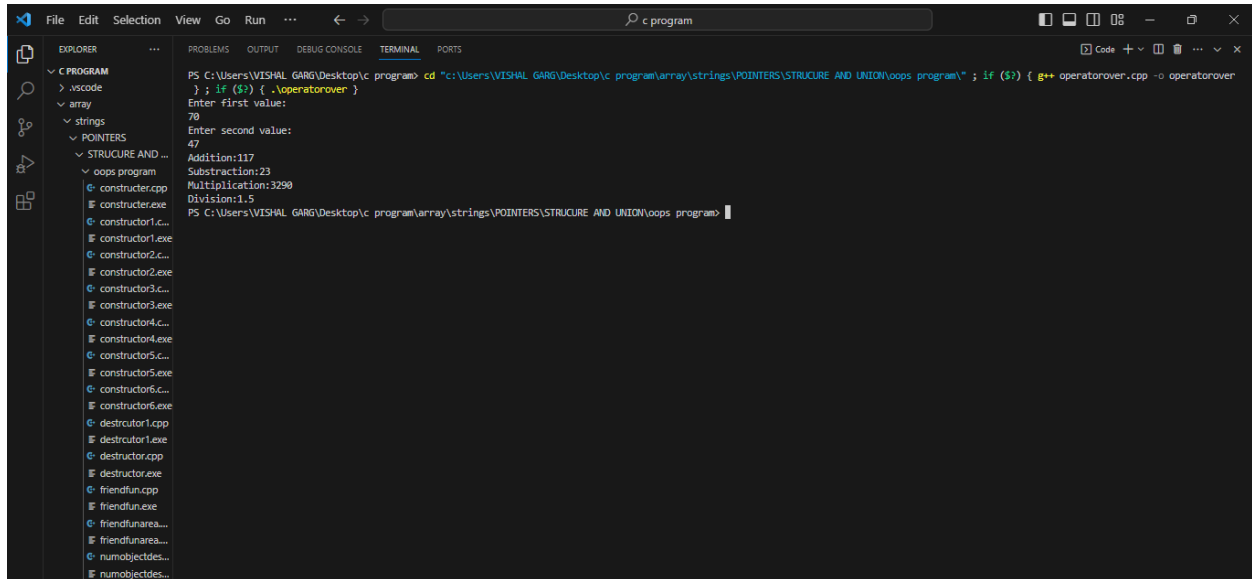 File Edit Selection View Go Run ··· c program
EXPLORER ···
C PROGRAM
.vscode
array
strings
POINTERS
STRUCURE AND ...
oops program
constructer.cpp
constructer.exe
constructor1.c...
constructor1.exe
constructor2.c...
constructor2.exe
constructor3.c...
constructor3.exe
constructor4.c...
constructor4.exe
constructor5.c...
constructor5.exe
constructor6.c...
constructor6.exe
destrcutor1.cpp
destrcutor1.exe
destructor.cpp
destructor.exe
friendfun.cpp
friendfun.exe
friendfunarea....
friendfunarea....
numobjectdes...
numobjectdes...
PROBLEMS OUTPUT DEBUG CONSOLE TERMINAL PORTS
Code
PS C:\Users\VISHAL GARG\Desktop\c program> cd "c:\Users\VISHAL GARG\Desktop\c program\array\strings\POINTERS\STRUCURE AND UNION\oops program\" ; if ($?) { g++ operatorover.cpp -o operatorover
} ; if ($?) { .\operatorover }
Enter first value:
70
Enter second value:
47
Addition:117
Substraction:23
Multiplication:3290
Division:1.5
PS C:\Users\VISHAL GARG\Desktop\c program\array\strings\POINTERS\STRUCURE AND UNION\oops program>